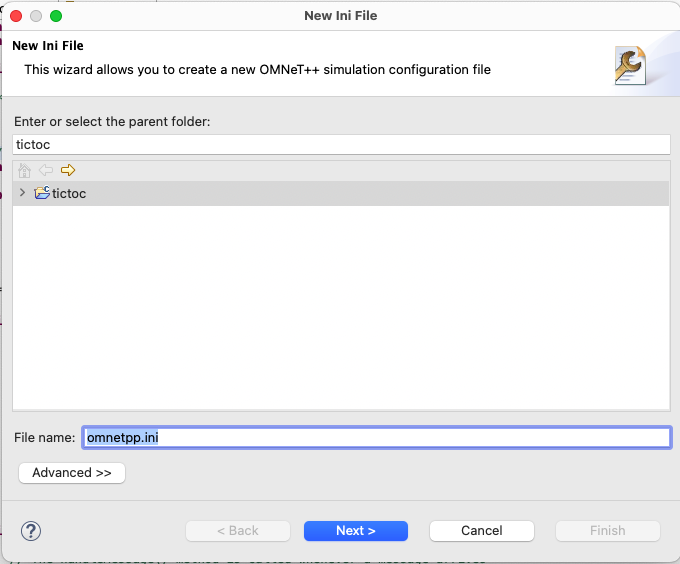 New Ini File
New Ini File
This wizard allows you to create a new OMNeT++ simulation configuration file
Enter or select the parent folder:
tictoc
tictoc
File name: omnetpp.ini
Advanced >>
< Back Next > Cancel Finish